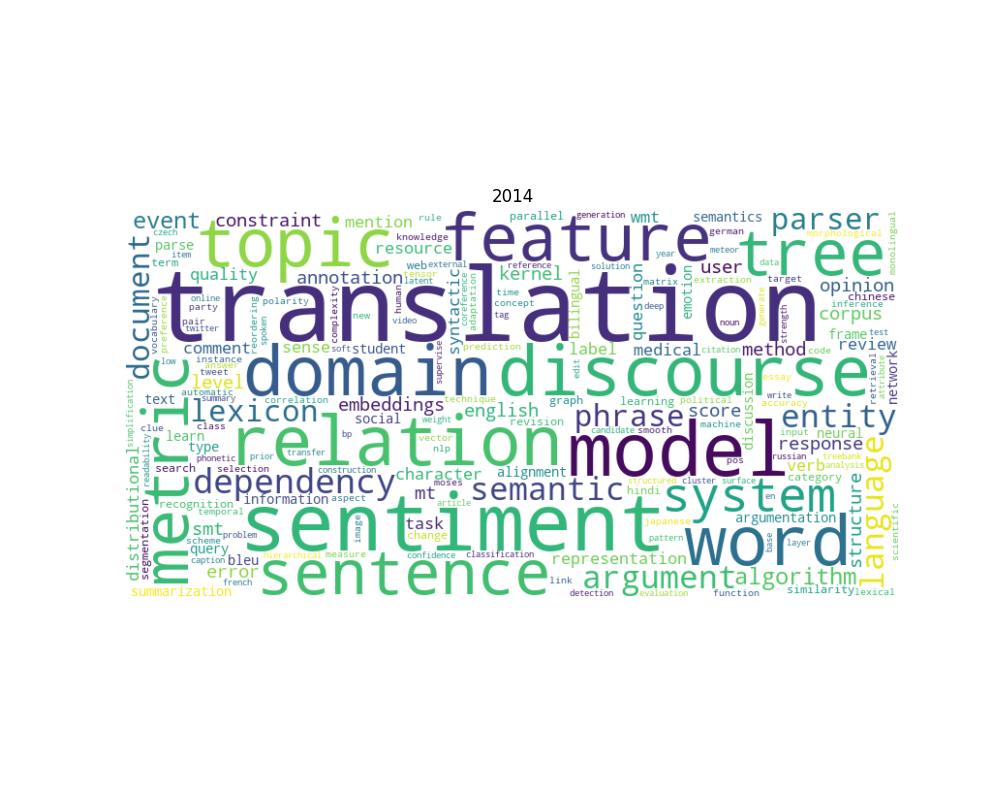 2014
event constraint mention rule feature parallel generation wmt semantics parser
czech topic knowledge german morphological
item parse resource meteor tree monolingual
document term quality annotation web external tensor latent syntactic coreference adaptation kernel solution bilingual question year matrix emotion user extraction data target opinion
vocabulary preference online party polarity translation human complexity time concept chinese inference corpus
pair twitter reordering spoken new video tag deep noun generate strength frame test
comment sense soft student supervise prediction label medical citation method code review
low instance answer domain discourse edit retrieval attribute network
metric level tweet automatic summary correlation technique graph learning political essay accuracy write
simplification text lexicon embeddings social weight english revision phrase score machine discussion entity
clue class learn relation bp vector nlp candidate smooth model input neural response
readability type phonetic prior transfer character alignment pos russian treebank verb analysis language
distributional segmentation search selection dependency construction moses semantic structured cluster surface category
recognition information aspect mt article hindi system en
temporal smt scheme problem sentiment image task change japanese argumentation word base layer structure scientific
query caption bleu hierarchical measure confidence classification pattern representation
error french sentence link argument algorithm
summarization detection evaluation function similarity lexical